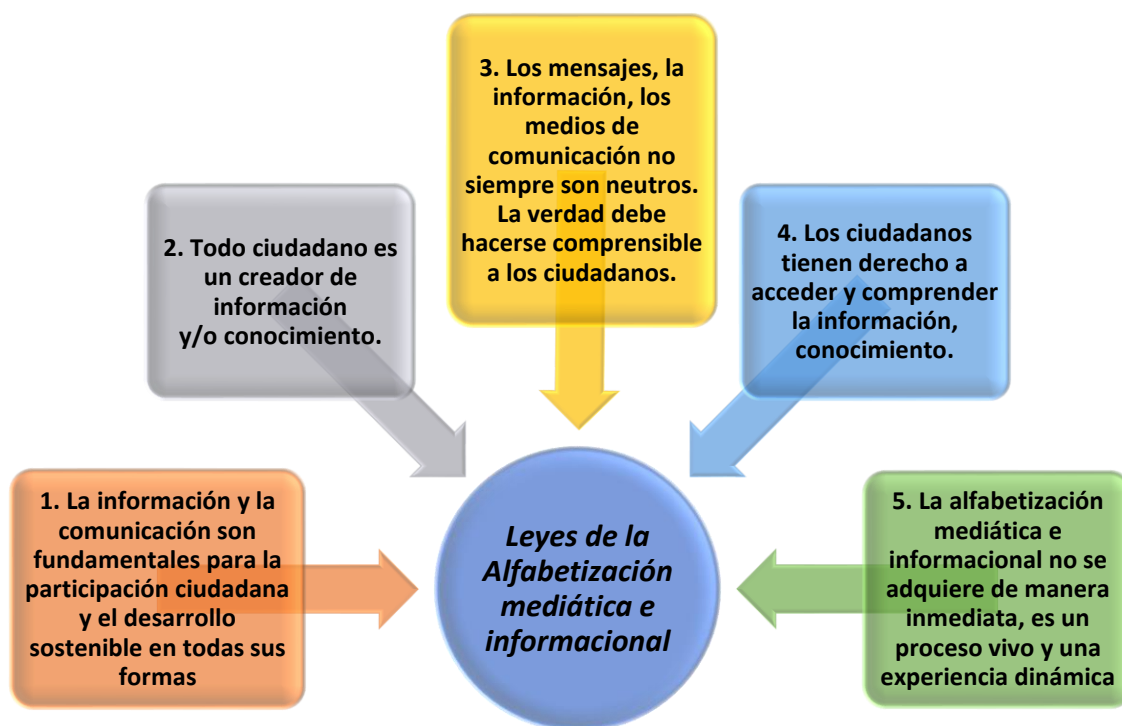 1. La información y la
comunicación son
fundamentales para la
participación ciudadana
y el desarrollo
sostenible en todas sus
formas
2. Todo ciudadano es
un creador de
información
y/o conocimiento.
3. Los mensajes, la
información, los
medios de
comunicación no
siempre son neutros.
La verdad debe
hacerse comprensible
a los ciudadanos.
4. Los ciudadanos
tienen derecho a
acceder y comprender
la información,
conocimiento.
5. La alfabetización
mediática e
informacional no se
adquiere de manera
inmediata, es un
proceso vivo y una
experiencia dinámica
Leyes de la
Alfabetización
mediática e
informacional